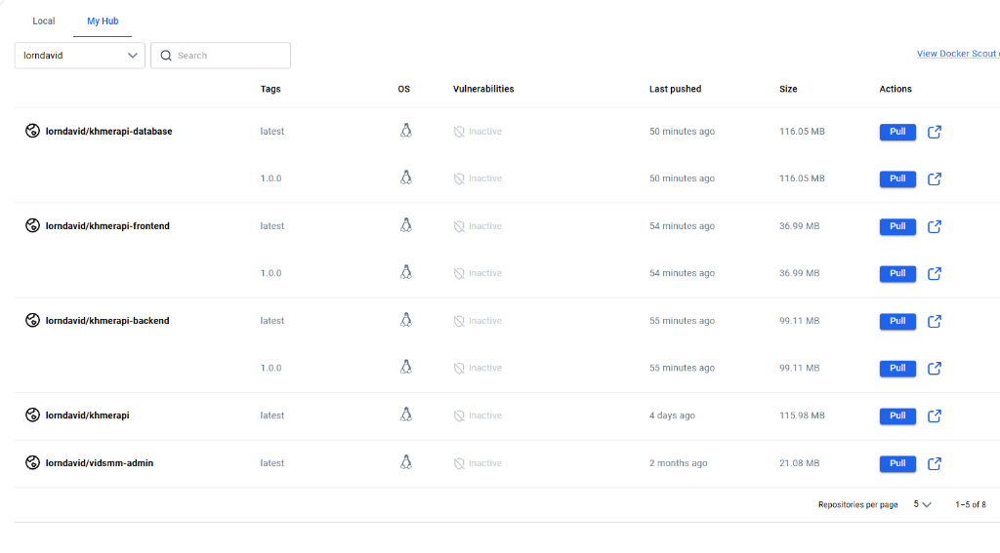 Local My Hub
lorndavid Search View Docker Scout
Tags OS Vulnerabilities Last pushed Size Actions
lorndavid/khmerapi-database latest Inactive 50 minutes ago 116.05 MB Pull
1.0.0 Inactive 50 minutes ago 116.05 MB Pull
lorndavid/khmerapi-frontend latest Inactive 54 minutes ago 36.99 MB Pull
1.0.0 Inactive 54 minutes ago 36.99 MB Pull
lorndavid/khmerapi-backend latest Inactive 55 minutes ago 99.11 MB Pull
1.0.0 Inactive 55 minutes ago 99.11 MB Pull
lorndavid/khmerapi latest Inactive 4 days ago 115.98 MB Pull
lorndavid/vidsmm-admin latest Inactive 2 months ago 21.08 MB Pull
Repositories per page 5 1–5 of 8